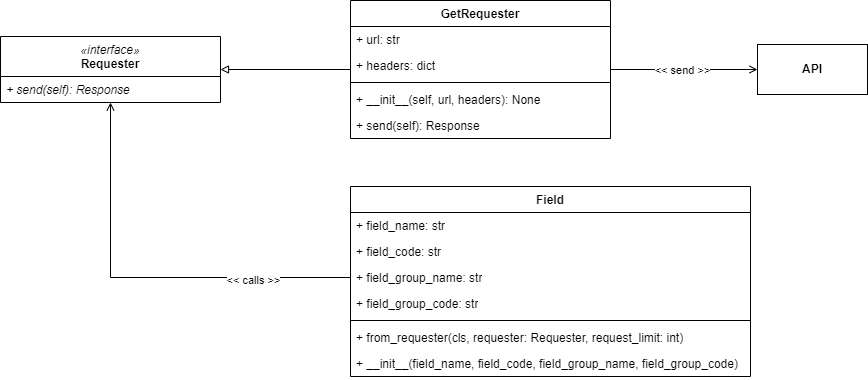 GetRequester
+ url: str
+ headers: dict
+ __init__(self, url, headers): None
+ send(self): Response
«interface»
Requester
+ send(self): Response
<< send >>
API
Field
+ field_name: str
+ field_code: str
+ field_group_name: str
+ field_group_code: str
+ from_requester(cls, requester: Requester, request_limit: int)
+ __init__(field_name, field_code, field_group_name, field_group_code)
<< calls >>